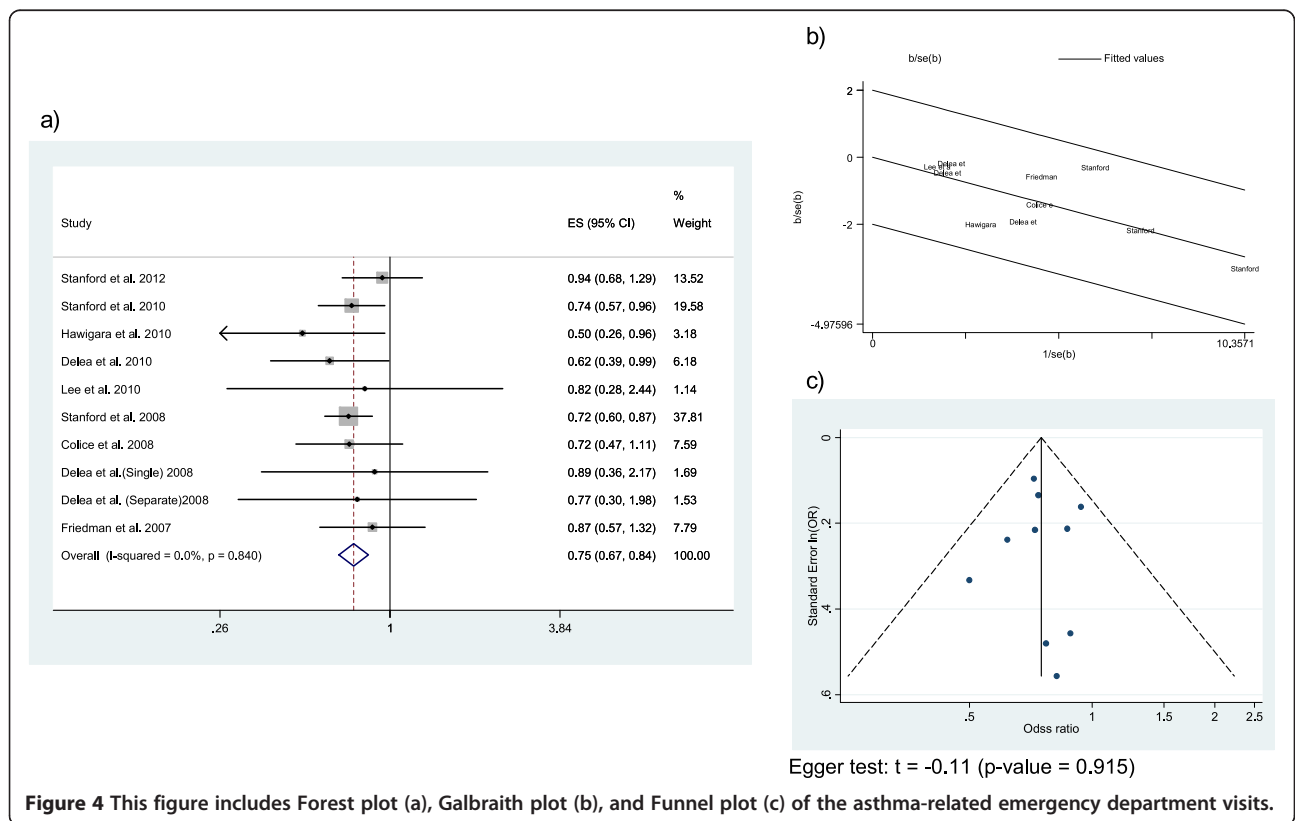 a)
%
Study ES (95% CI) Weight
Stanford et al. 2012 0.94 (0.68, 1.29) 13.52
Stanford et al. 2010 0.74 (0.57, 0.96) 19.58
Hawigara et al. 2010 0.50 (0.26, 0.96) 3.18
Delea et al. 2010 0.62 (0.39, 0.99) 6.18
Lee et al. 2010 0.82 (0.28, 2.44) 1.14
Stanford et al. 2008 0.72 (0.60, 0.87) 37.81
Colice et al. 2008 0.72 (0.47, 1.11) 7.59
Delea et al.(Single) 2008 0.89 (0.36, 2.17) 1.69
Delea et al. (Separate)2008 0.77 (0.30, 1.98) 1.53
Friedman et al. 2007 0.87 (0.57, 1.32) 7.79
Overall (I-squared = 0.0%, p = 0.840) 0.75 (0.67, 0.84) 100.00
.26 1 3.84
b)
b/se(b) Fitted values
b/se(b)
2
0
-2
-4.97596
Delea et
Lee et
Delea et
Friedman
Stanford
Colice e
Hawigara
Delea et
Stanford
Stanford
0 10.3571
1/se(b)
c)
Standard Error ln(OR)
0
.2
.4
.6
.5 1 1.5 2 2.5
Odss ratio
Egger test: t = -0.11 (p-value = 0.915)
Figure 4 This figure includes Forest plot (a), Galbraith plot (b), and Funnel plot (c) of the asthma-related emergency department visits.